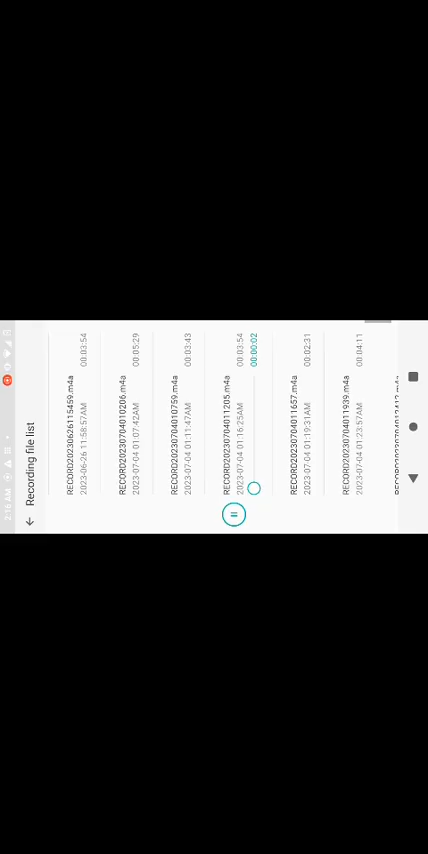 2:16 AM
Recording file list
RECORD20230626115459.m4a
2023-06-26 11:58:57AM 00:03:54
RECORD20230704010206.m4a
2023-07-04 01:07:42AM 00:05:29
RECORD20230704010759.m4a
2023-07-04 01:11:47AM 00:03:43
RECORD20230704011205.m4a
2023-07-04 01:16:25AM 00:03:54
00:00:02
RECORD20230704011657.m4a
2023-07-04 01:19:31AM 00:02:31
RECORD20230704011939.m4a
2023-07-04 01:23:57AM 00:04:11